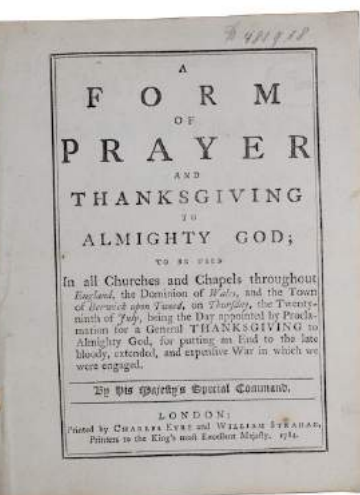 A
FORM
OF
PRAYER
AND
THANKSGIVING
TO
ALMIGHTY GOD;
TO BE USED
In all Churches and Chapels throughout
England, the Dominion of Wales, and the Town
of Berwick upon Tweed, on Thursday, the Twenty-
ninth of July, being the Day appointed by Procla-
mation for a General THANKSGIVING to
Almighty God, for putting an End to the late
bloody, extended, and expensive War in which we
were engaged.
By His Majesty's Special Command.
LONDON:
Printed by CHARLES EYRE and WILLIAM STRAHAN,
Printers to the King's most Excellent Majesty. 1784.